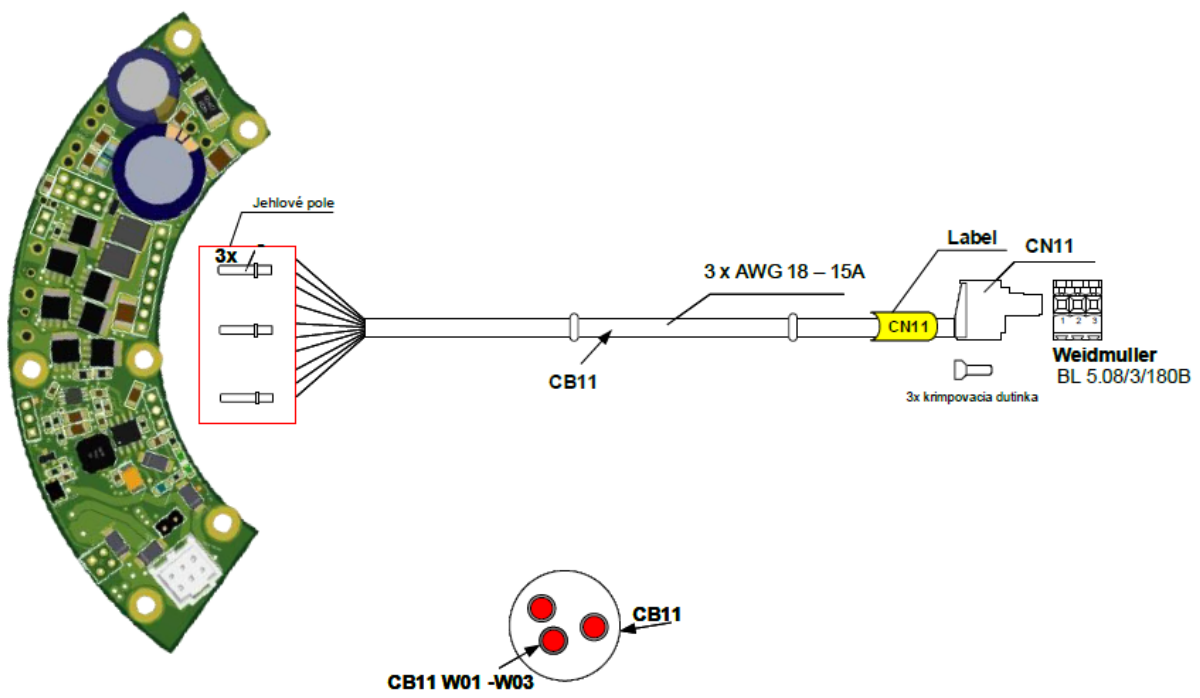 Jehlové pole
3x
3 x AWG 18 – 15A
Label
CN11
CN11
1 2 3
Weidmuller
BL 5.08/3/180B
3x krimpovacia dutinka
CB11
CB11
CB11 W01 -W03